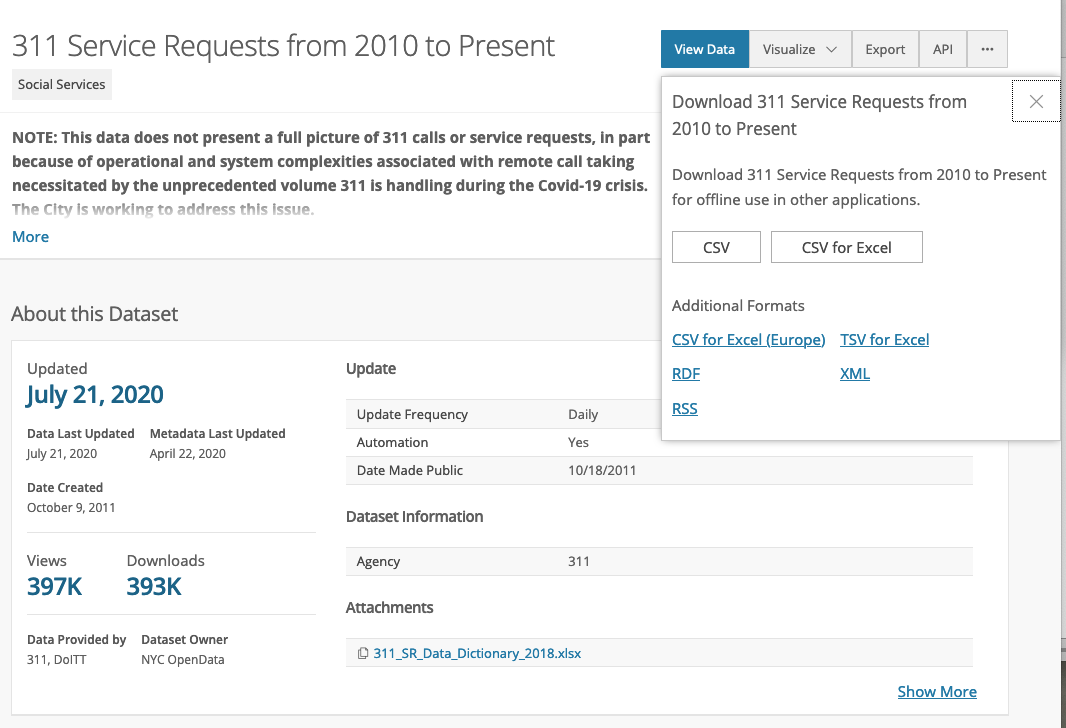 311 Service Requests from 2010 to Present
Social Services
View Data
Visualize
Export
API
NOTE: This data does not present a full picture of 311 calls or service requests, in part
because of operational and system complexities associated with remote call taking
necessitated by the unprecedented volume 311 is handling during the Covid-19 crisis.
The City is working to address this issue.
More
Download 311 Service Requests from
2010 to Present
Download 311 Service Requests from 2010 to Present
for offline use in other applications.
CSV
CSV for Excel
Additional Formats
CSV for Excel (Europe)
TSV for Excel
RDF
XML
RSS
About this Dataset
Updated
July 21, 2020
Data Last Updated
Metadata Last Updated
July 21, 2020
April 22, 2020
Date Created
October 9, 2011
Views
Downloads
397K
393K
Data Provided by
Dataset Owner
311, DoITT
NYC OpenData
Update
Update Frequency
Daily
Automation
Yes
Date Made Public
10/18/2011
Dataset Information
Agency
311
Attachments
311_SR_Data_Dictionary_2018.xlsx
Show More